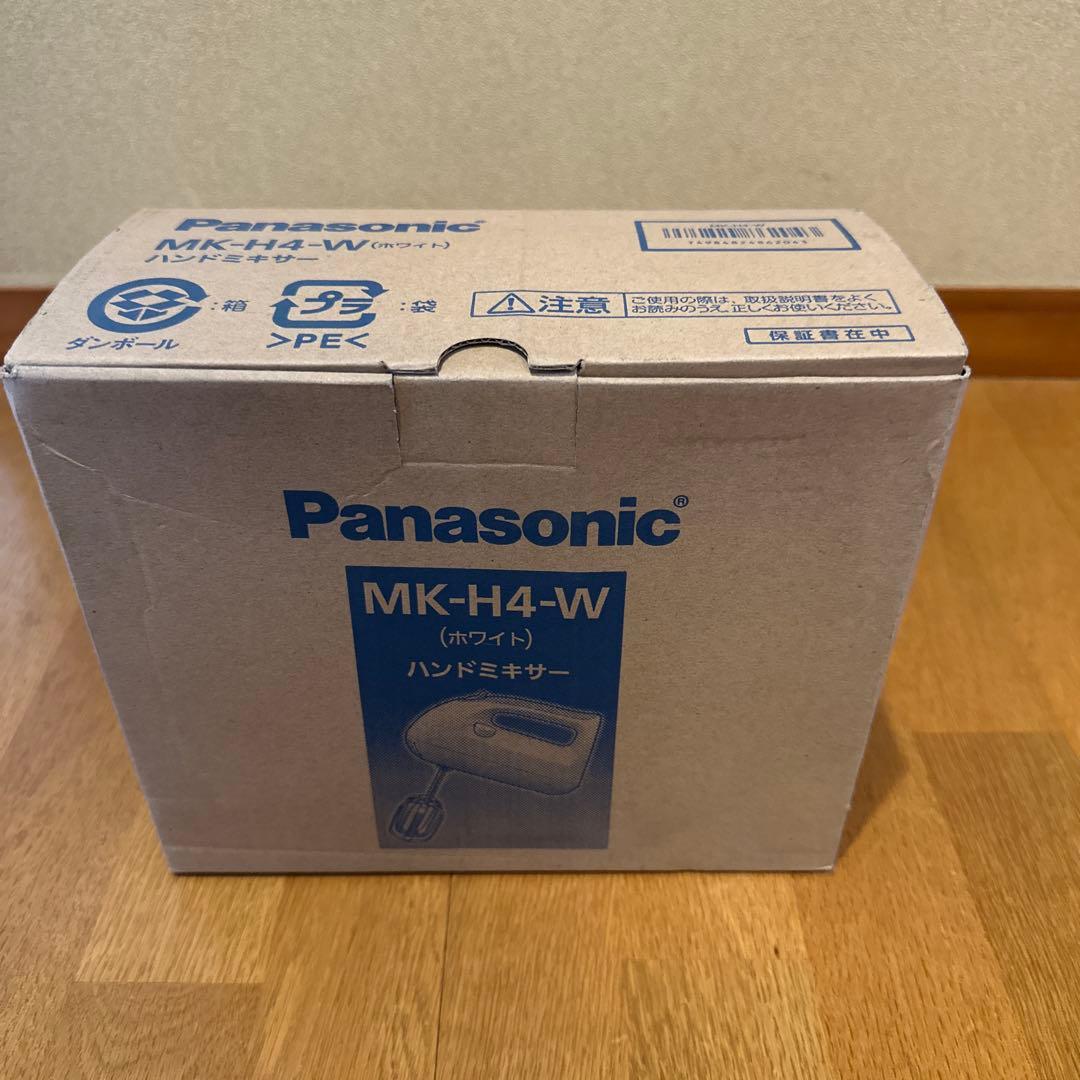 Panasonic®
MK-H4-W(ホワイト)
ハンドミキサー
:箱
ダンボール
プラ
:袋
>PE<
MK-H4-W
⚠注意
ご使用の際は、取扱説明書をよく
お読みのうえ、正しくお使いください。
保証書在中
Panasonic®
MK-H4-W
(ホワイト)
ハンドミキサー